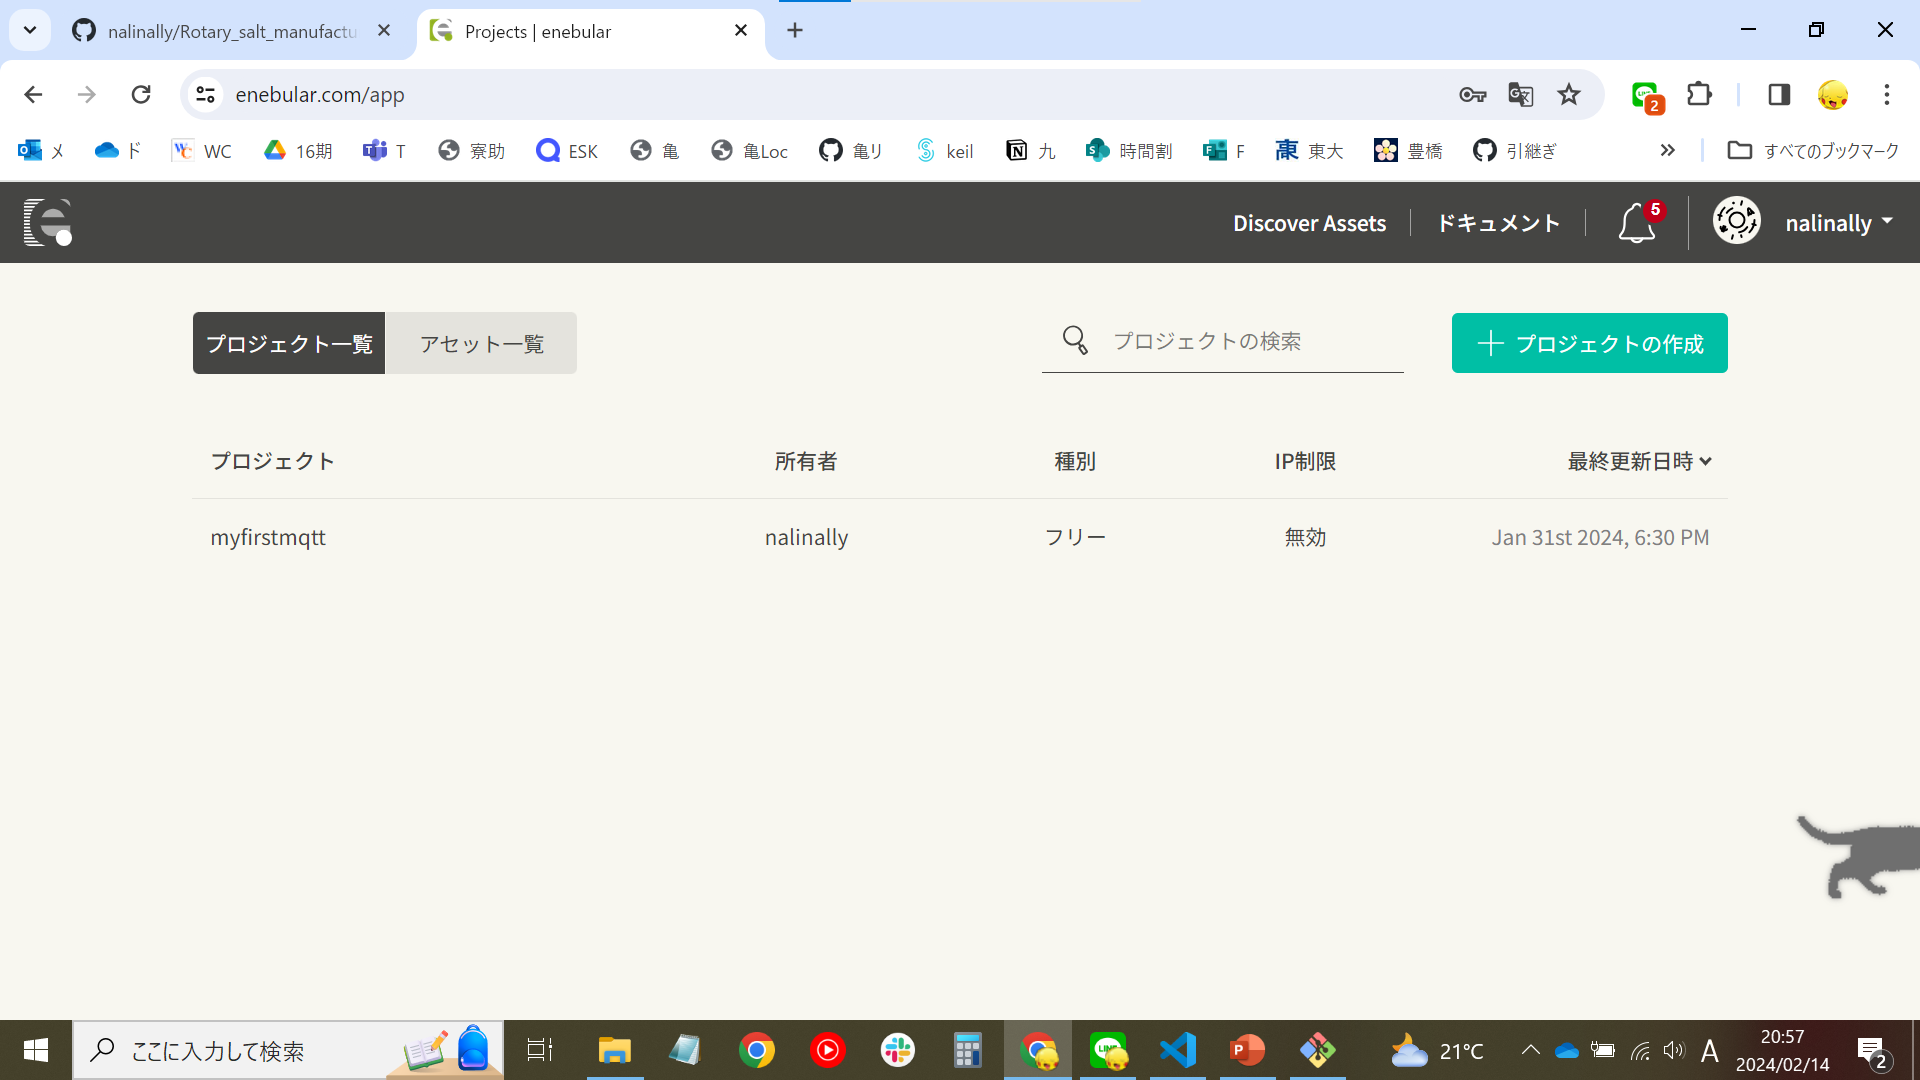 nalinally/Rotary_salt_manufactu
Projects | enebular
enebular.com/app
2
メ
ド
WC
16期
T
寮助
ESK
亀
亀Loc
亀リ
keil
九
時間割
F
東大
豊橋
引継ぎ
すべてのブックマーク
Discover Assets
ドキュメント
5
nalinally
プロジェクト一覧
アセット一覧
プロジェクトの検索
プロジェクトの作成
プロジェクト 所有者 種別 IP制限 最終更新日時
myfirstmqtt nalinally フリー 無効 Jan 31st 2024, 6:30 PM
ここに入力して検索
21°C
A
20:57
2024/02/14
2